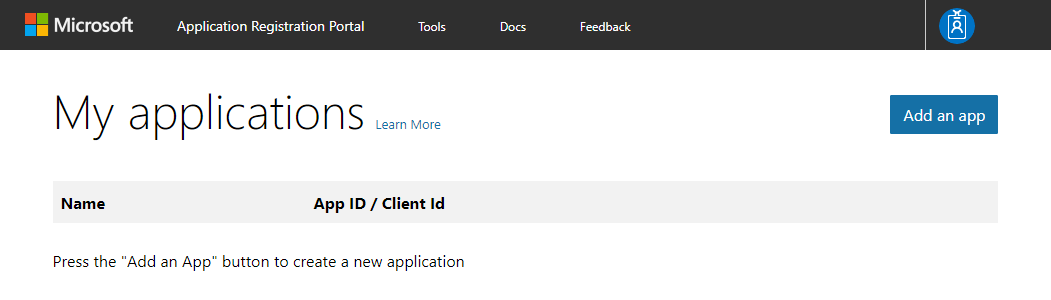 Microsoft Application Registration Portal Tools Docs Feedback
My applications Learn More Add an app
Name App ID / Client Id
Press the "Add an App" button to create a new application